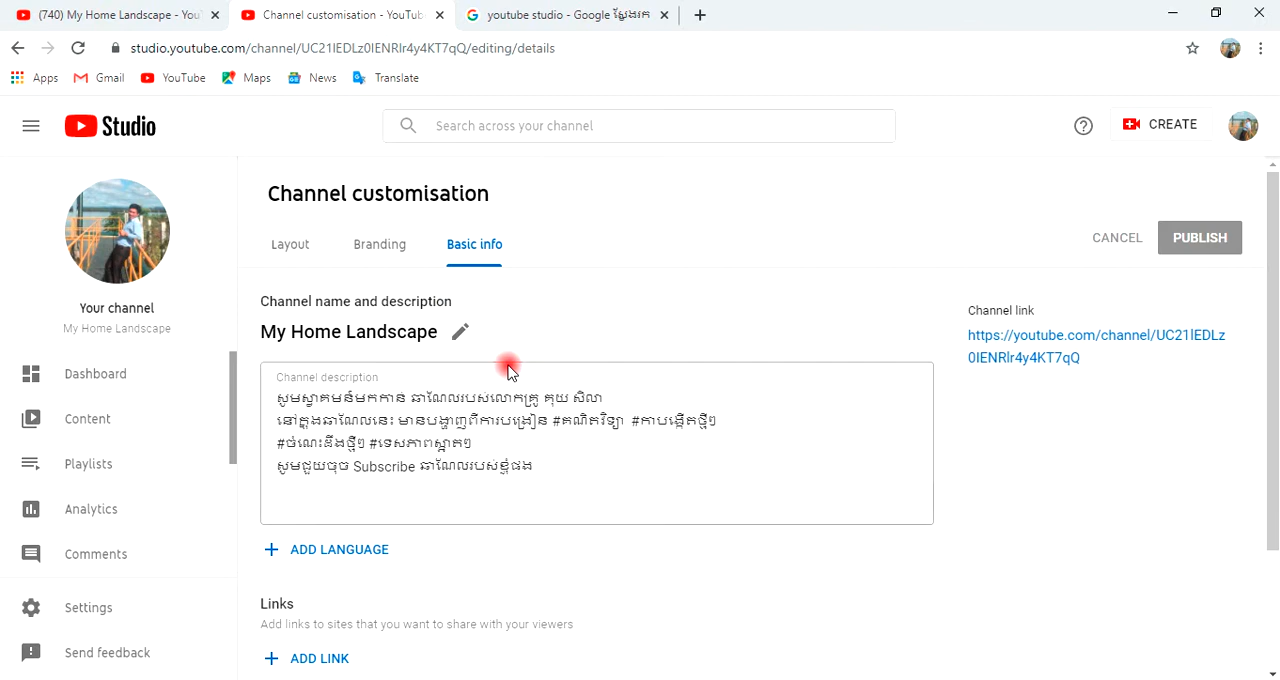 (740) My Home Landscape - You
Channel customisation - YouTub
youtube studio - Google ស្វែងរក
studio.youtube.com/channel/UC21lEDLz0IENRlr4y4KT7qQ/editing/details
Apps
Gmail
YouTube
Maps
News
Translate
Studio
Search across your channel
CREATE
Your channel
My Home Landscape
Dashboard
Content
Playlists
Analytics
Comments
Settings
Send feedback
Channel customisation
Layout
Branding
Basic info
CANCEL
PUBLISH
Channel name and description
My Home Landscape
Channel description
សូមស្វាគមន៍មកកាន់ ឆាណែលរបស់លោកគ្រូ គុយ សិលា
នៅក្នុងឆាណែលនេះ មានបង្ហាញពីការបង្រៀន #គណិតវិទ្យា #ការបង្កើតថ្មីៗ
#ចំណេះដឹងថ្មីៗ #ទេសភាពស្អាតៗ
សូមជួយចុច Subscribe ឆាណែលរបស់ខ្ញុំផង
ADD LANGUAGE
Links
Add links to sites that you want to share with your viewers
ADD LINK
Channel link
https://youtube.com/channel/UC21lEDLz
0IENRlr4y4KT7qQ